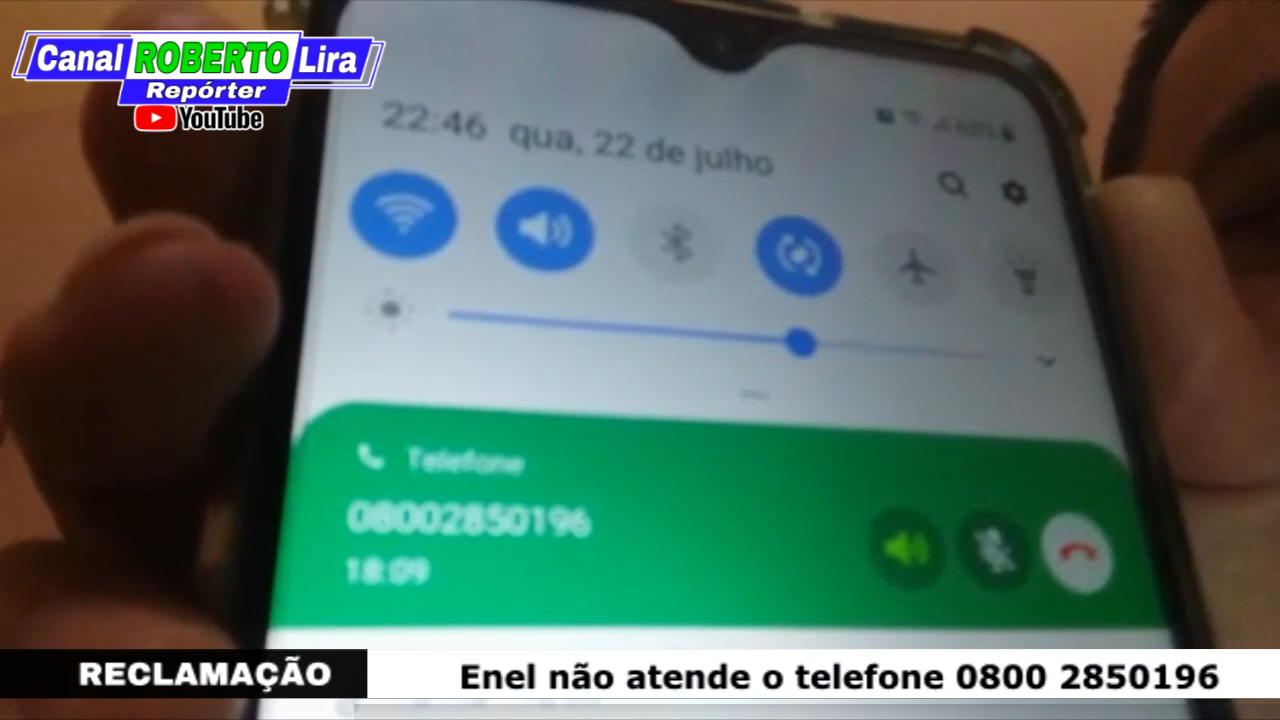 Canal ROBERTO Lira
Repórter
YouTube
22:46 qua, 22 de julho
Telefone
08002850196
18:09
RECLAMAÇÃO
Enel não atende o telefone 0800 2850196